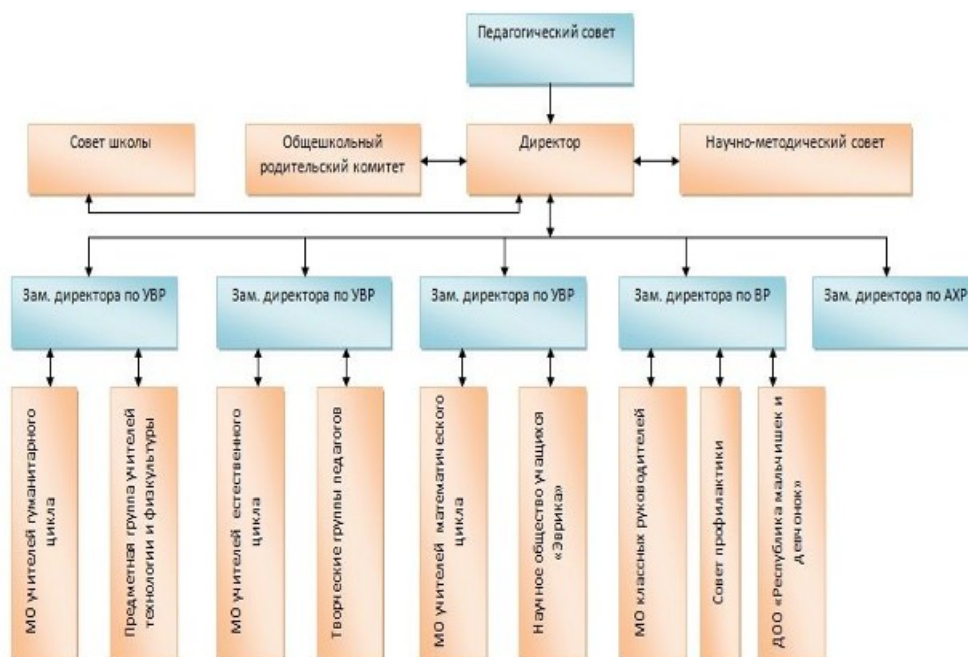 Педагогический совет
Совет школы
Общешкольный
родительский комитет
Директор
Научно-методический совет
Зам. директора по УВР
Зам. директора по УВР
Зам. директора по УВР
Зам. директора по ВР
Зам. директора по АХР
МО учителей гуманитарного
цикла
Предметная группа учителей
технологии и физкультуры
МО учителей естественного
цикла
Творческие группы педагогов
МО учителей математического
цикла
Научное общество учащихся
«Эврика»
МО классных руководителей
Совет профилактики
ДОО «Республика мальчишек и
девчонок»